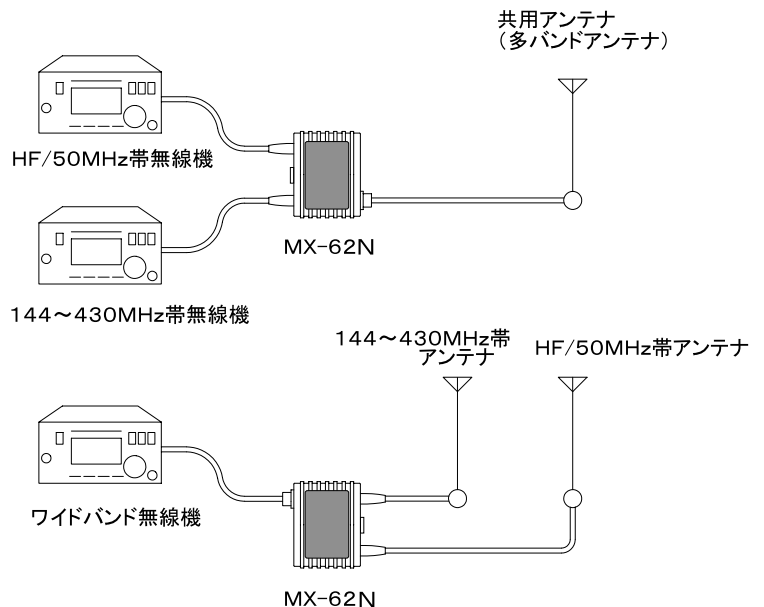 共用アンテナ
（多バンドアンテナ）
HF/50MHz帯無線機
MX-62N
144～430MHz帯無線機
144～430MHz帯
アンテナ
HF/50MHz帯アンテナ
ワイドバンド無線機
MX-62N